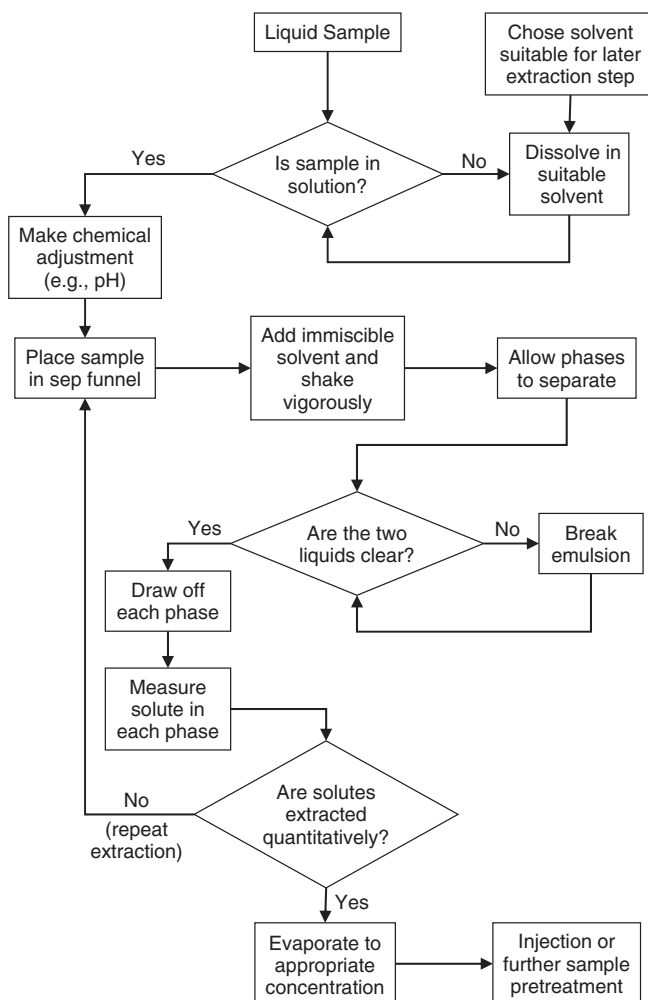 Liquid Sample
Chose solvent
suitable for later
extraction step
Yes
Is sample in
solution?
No
Dissolve in
suitable
solvent
Make chemical
adjustment
(e.g., pH)
Place sample
in sep funnel
Add immiscible
solvent and
shake
vigorously
Allow phases
to separate
Yes
Are the two
liquids clear?
No
Break
emulsion
Draw off
each phase
Measure
solute in
each phase
No
(repeat
extraction)
Are solutes
extracted
quantitatively?
Yes
Evaporate to
appropriate
concentration
Injection or
further sample
pretreatment